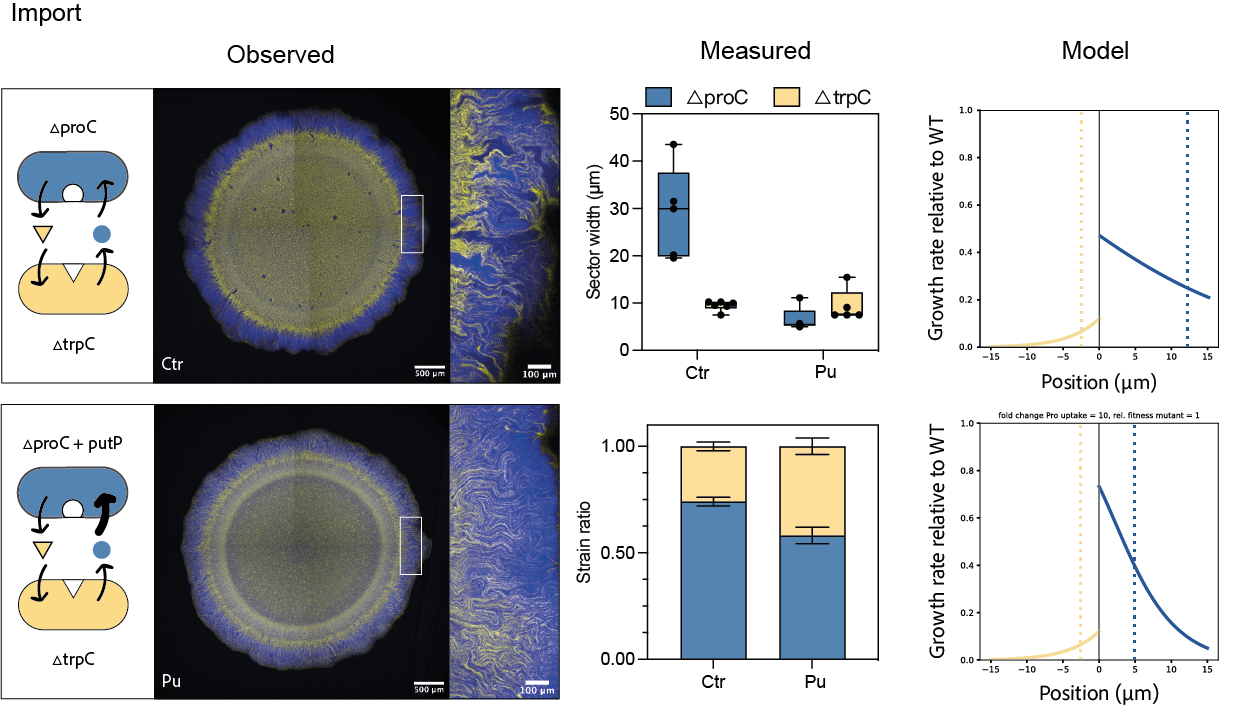 Import
Observed
Measured
Model
△proC
△trpC
Ctr
500 µm
100 µm
△proC △trpC
Sector width (µm)
50
40
30
20
10
0
Ctr Pu
Growth rate relative to WT
1.0
0.8
0.6
0.4
0.2
0.0
−15 −10 −5 0 5 10 15
Position (µm)
△proC + putP
△trpC
Pu
500 µm
100 µm
Strain ratio
1.00
0.50
0.00
Ctr Pu
fold change Pro uptake = 10, rel. fitness mutant = 1
Growth rate relative to WT
1.0
0.8
0.6
0.4
0.2
0.0
−15 −10 −5 0 5 10 15
Position (µm)